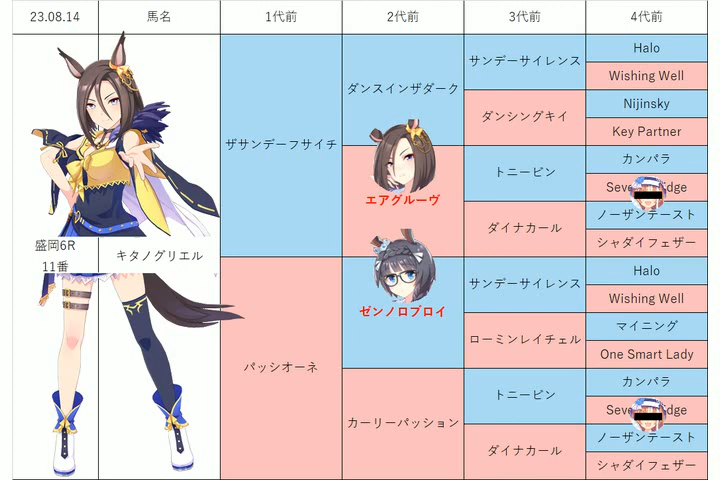 23.08.14 馬名 1代前 2代前 3代前 4代前
盛岡6R
11番
キタノグリエル
ザサンデーフサイチ
パッシオーネ
ダンスインザダーク
エアグルーヴ
ゼンノロブロイ
カーリーパッション
サンデーサイレンス
ダンシングキイ
トニービン
ダイナカール
サンデーサイレンス
ローミンレイチェル
トニービン
ダイナカール
Halo
Wishing Well
Nijinsky
Key Partner
カンパラ
ノーザンテースト
シャダイフェザー
Halo
Wishing Well
マイニング
One Smart Lady
カンパラ
ノーザンテースト
シャダイフェザー